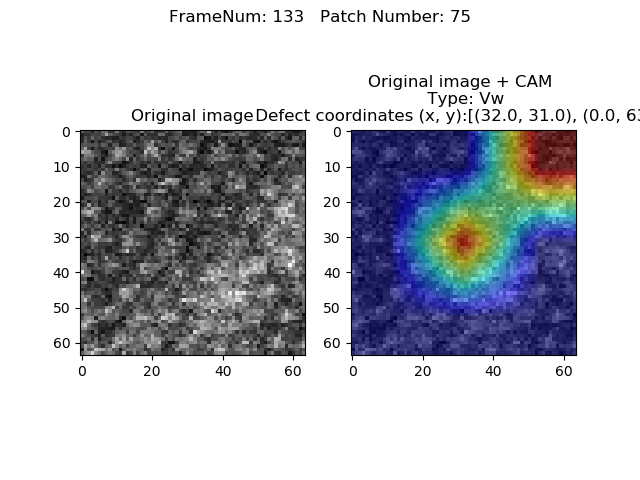 FrameNum: 133   Patch Number: 75
Original image + CAM
Type: Vw
Original image
Defect coordinates (x, y):[(32.0, 31.0), (0.0, 63
0
10
20
30
40
50
60
0 20 40 60
0
10
20
30
40
50
60
0 20 40 60